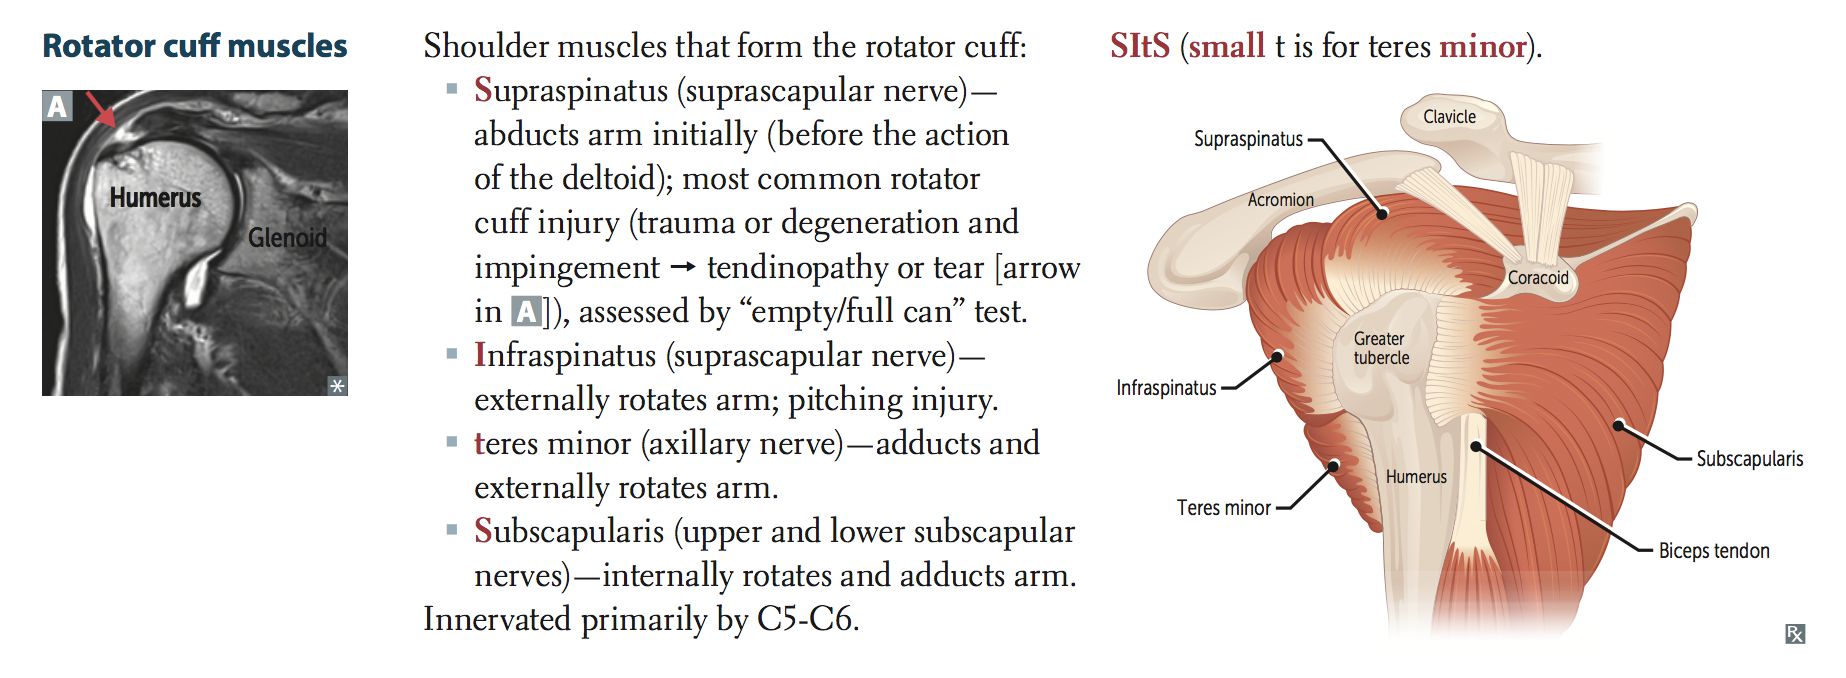 Rotator cuff muscles
A
Humerus
Glenoid
*
Shoulder muscles that form the rotator cuff:
▪ Supraspinatus (suprascapular nerve)—
abducts arm initially (before the action
of the deltoid); most common rotator
cuff injury (trauma or degeneration and
impingement → tendinopathy or tear [arrow
in A]), assessed by “empty/full can” test.
▪ Infraspinatus (suprascapular nerve)—
externally rotates arm; pitching injury.
▪ teres minor (axillary nerve)—adducts and
externally rotates arm.
▪ Subscapularis (upper and lower subscapular
nerves)—internally rotates and adducts arm.
Innervated primarily by C5-C6.
SItS (small t is for teres minor).
Clavicle
Supraspinatus
Acromion
Coracoid
Greater
tubercle
Infraspinatus
Subscapularis
Humerus
Teres minor
Biceps tendon
Rx